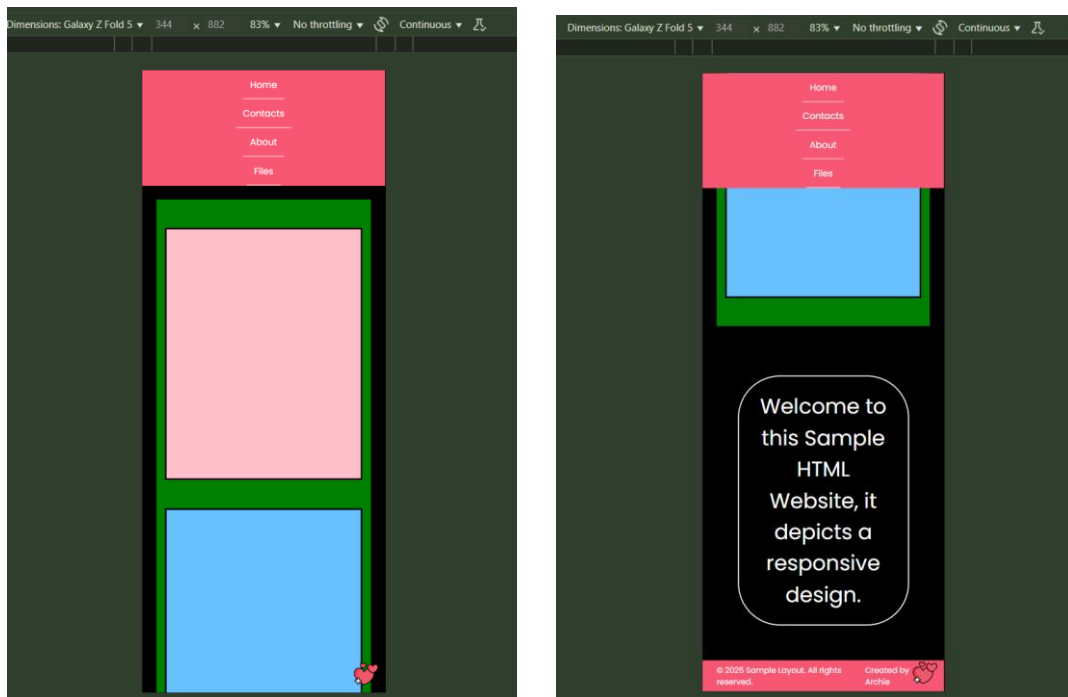 Dimensions: Galaxy Z Fold 5 ▾ 344 × 882 83% ▾ No throttling ▾ Continuous ▾
Home
Contacts
About
Files
Dimensions: Galaxy Z Fold 5 ▾ 344 × 882 83% ▾ No throttling ▾ Continuous ▾
Home
Contacts
About
Files
Welcome to
this Sample
HTML
Website, it
depicts a
responsive
design.
© 2025 Sample Layout. All rights
reserved.
Created by
Archie